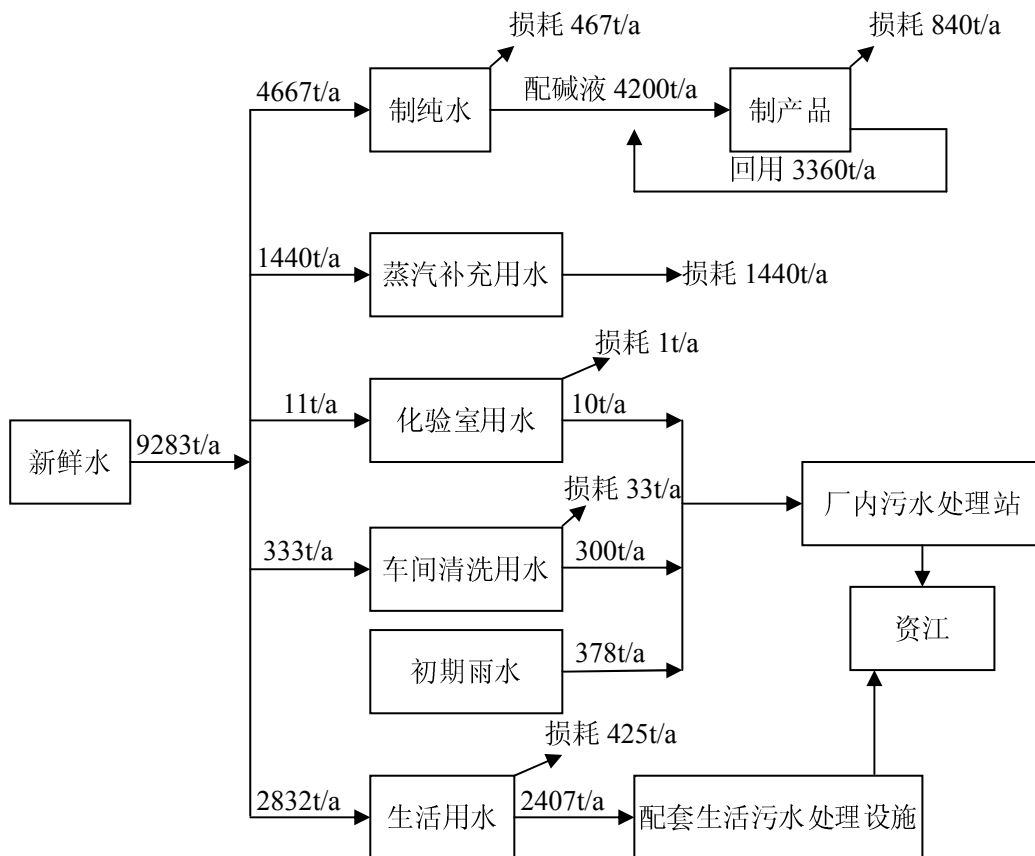 损耗 467t/a
损耗 840t/a
4667t/a
制纯水
配碱液 4200t/a
制产品
回用 3360t/a
1440t/a
蒸汽补充用水
损耗 1440t/a
损耗 1t/a
11t/a
化验室用水
10t/a
新鲜水
9283t/a
损耗 33t/a
厂内污水处理站
333t/a
车间清洗用水
300t/a
资江
初期雨水
378t/a
损耗 425t/a
2832t/a
生活用水
2407t/a
配套生活污水处理设施